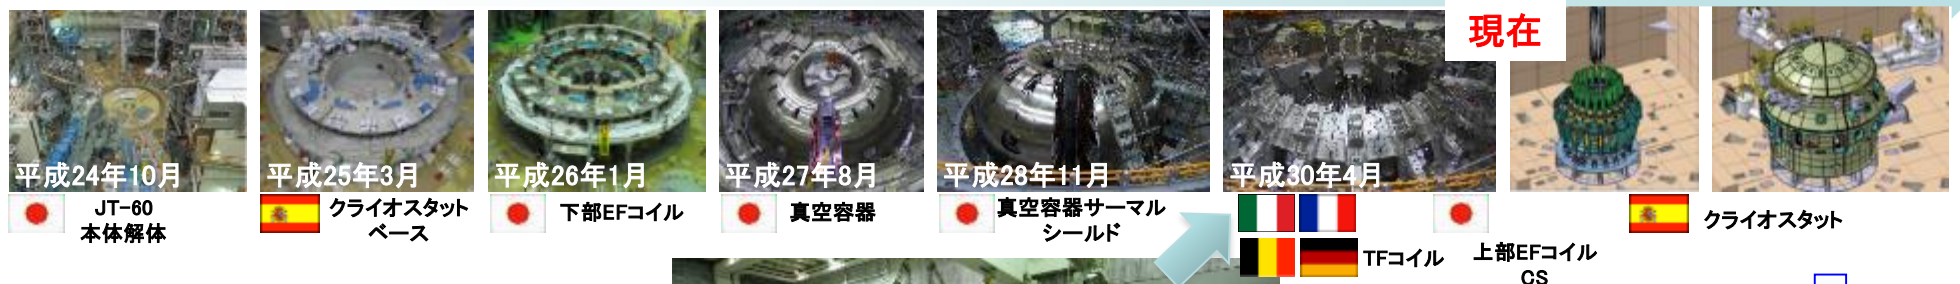 現在
平成24年10月
平成25年3月
平成26年1月
平成27年8月
平成28年11月
平成30年4月
JT-60
本体解体
クライオスタット
ベース
下部EFコイル
真空容器
真空容器サーマル
シールド
TFコイル
上部EFコイル
CS
クライオスタット